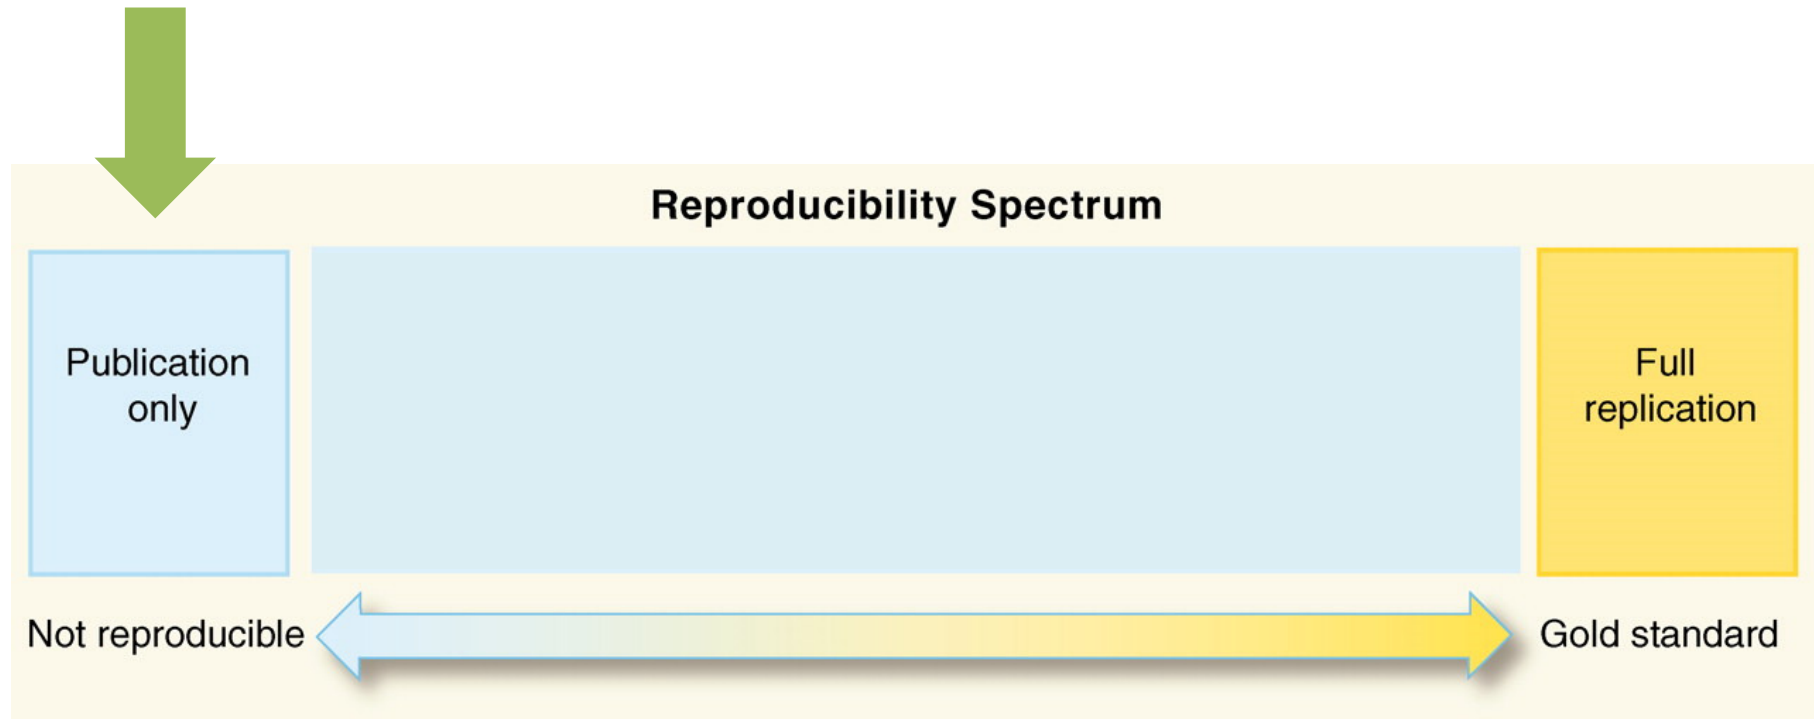 Reproducibility Spectrum
Publication
only
Full
replication
Not reproducible
Gold standard